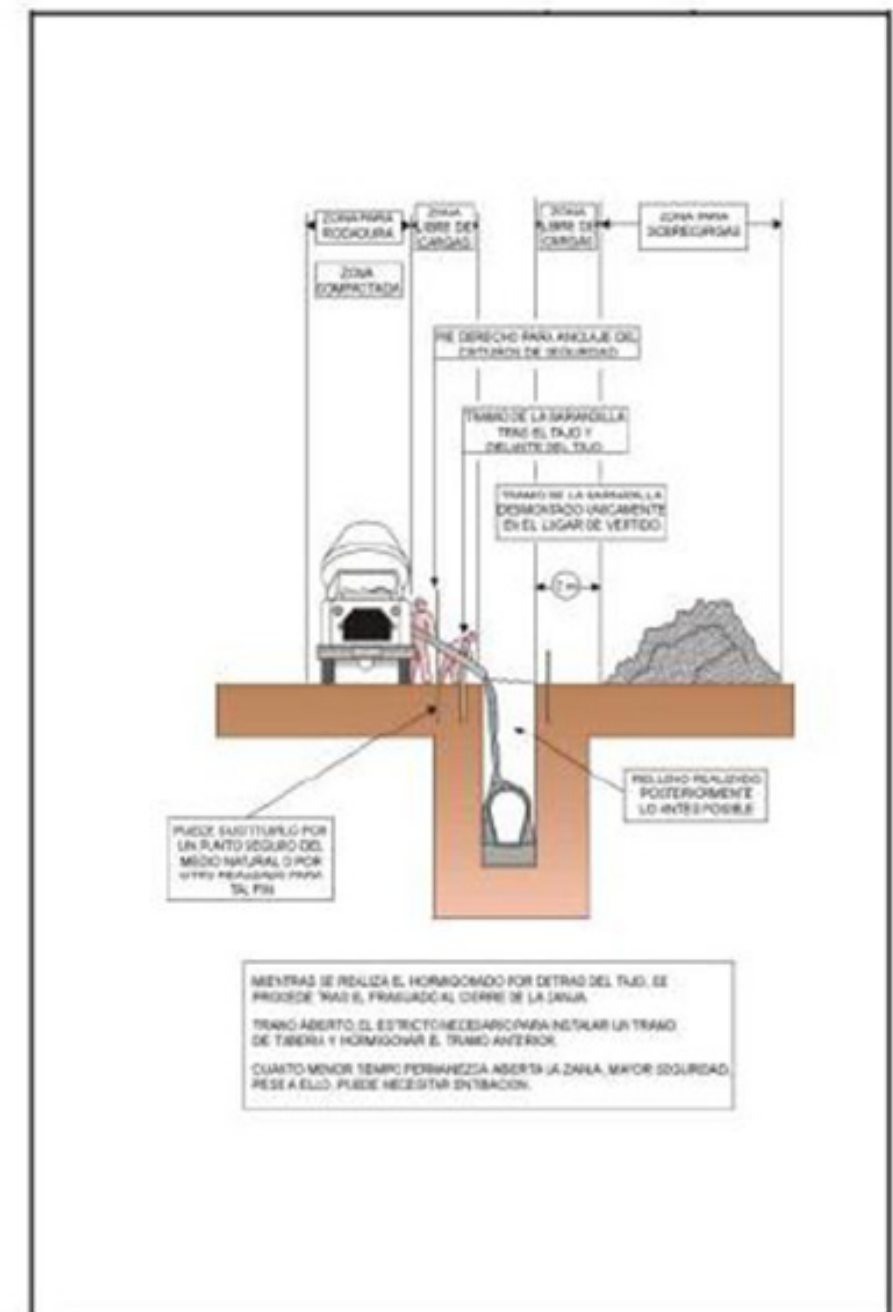 ZONA PARA
RODADURA
ZONA
LIBRE DE
CARGAS
ZONA
LIBRE DE
CARGAS
ZONA PARA
SOBRECARGAS
ZONA
COMPACTADA
PIE DERECHO PARA ANCLAJE DEL
CINTURON DE SEGURIDAD
TRAMO DE LA BARANDILLA
TRAS EL TAJO Y
DELANTE DEL TAJO
TRAMO DE LA BARANDILLA
DESMONTADO UNICAMENTE
EN EL LUGAR DE VERTIDO
2 m
RELLENO REALIZADO
POSTERIORMENTE
LO ANTES POSIBLE
PUEDE SUSTITUIRLO POR
UN PUNTO SEGURO DEL
MEDIO NATURAL O POR
PARA
TAL FIN
MIENTRAS SE REALIZA EL HORMIGONADO POR DETRAS DEL TAJO, SE
PROCEDE TRAS EL FRAGUADO AL CIERRE DE LA ZANJA.
TRAMO ABIERTO, EL ESTRICTO NECESARIO PARA INSTALAR UN TRAMO
DE TUBERIA Y HORMIGONAR EL TRAMO ANTERIOR.
CUANTO MENOR TIEMPO PERMANEZCA ABIERTA LA ZANJA, MAYOR SEGURIDAD,
PESE A ELLO, PUEDE NECESITAR ENTIBACION.